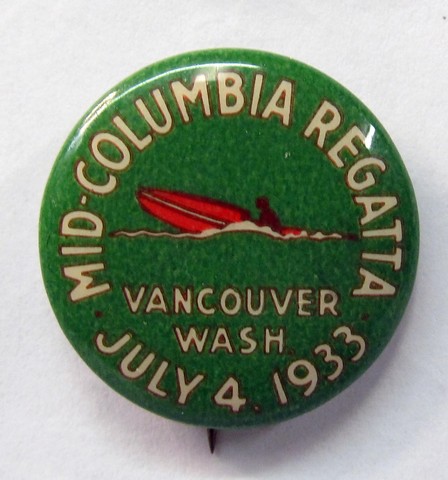 MID-COLUMBIA REGATTA
VANCOUVER
WASH.
JULY 4, 1933